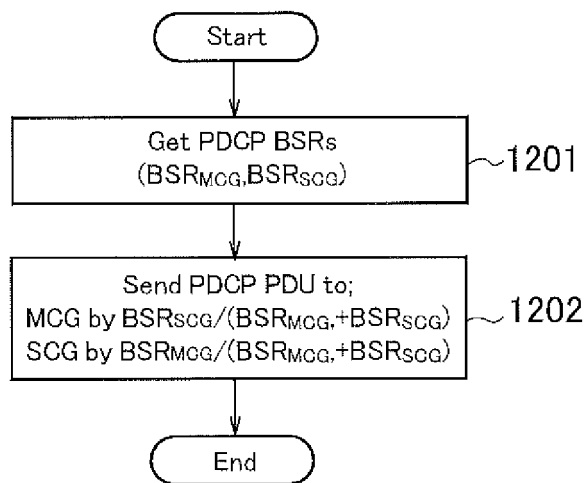 Start
Get PDCP BSRs
(BSRMCG,BSRSCG)
1201
Send PDCP PDU to;
MCG by BSRSCG/(BSRMCG,+BSRSCG)
SCG by BSRMCG/(BSRMCG,+BSRSCG)
1202
End